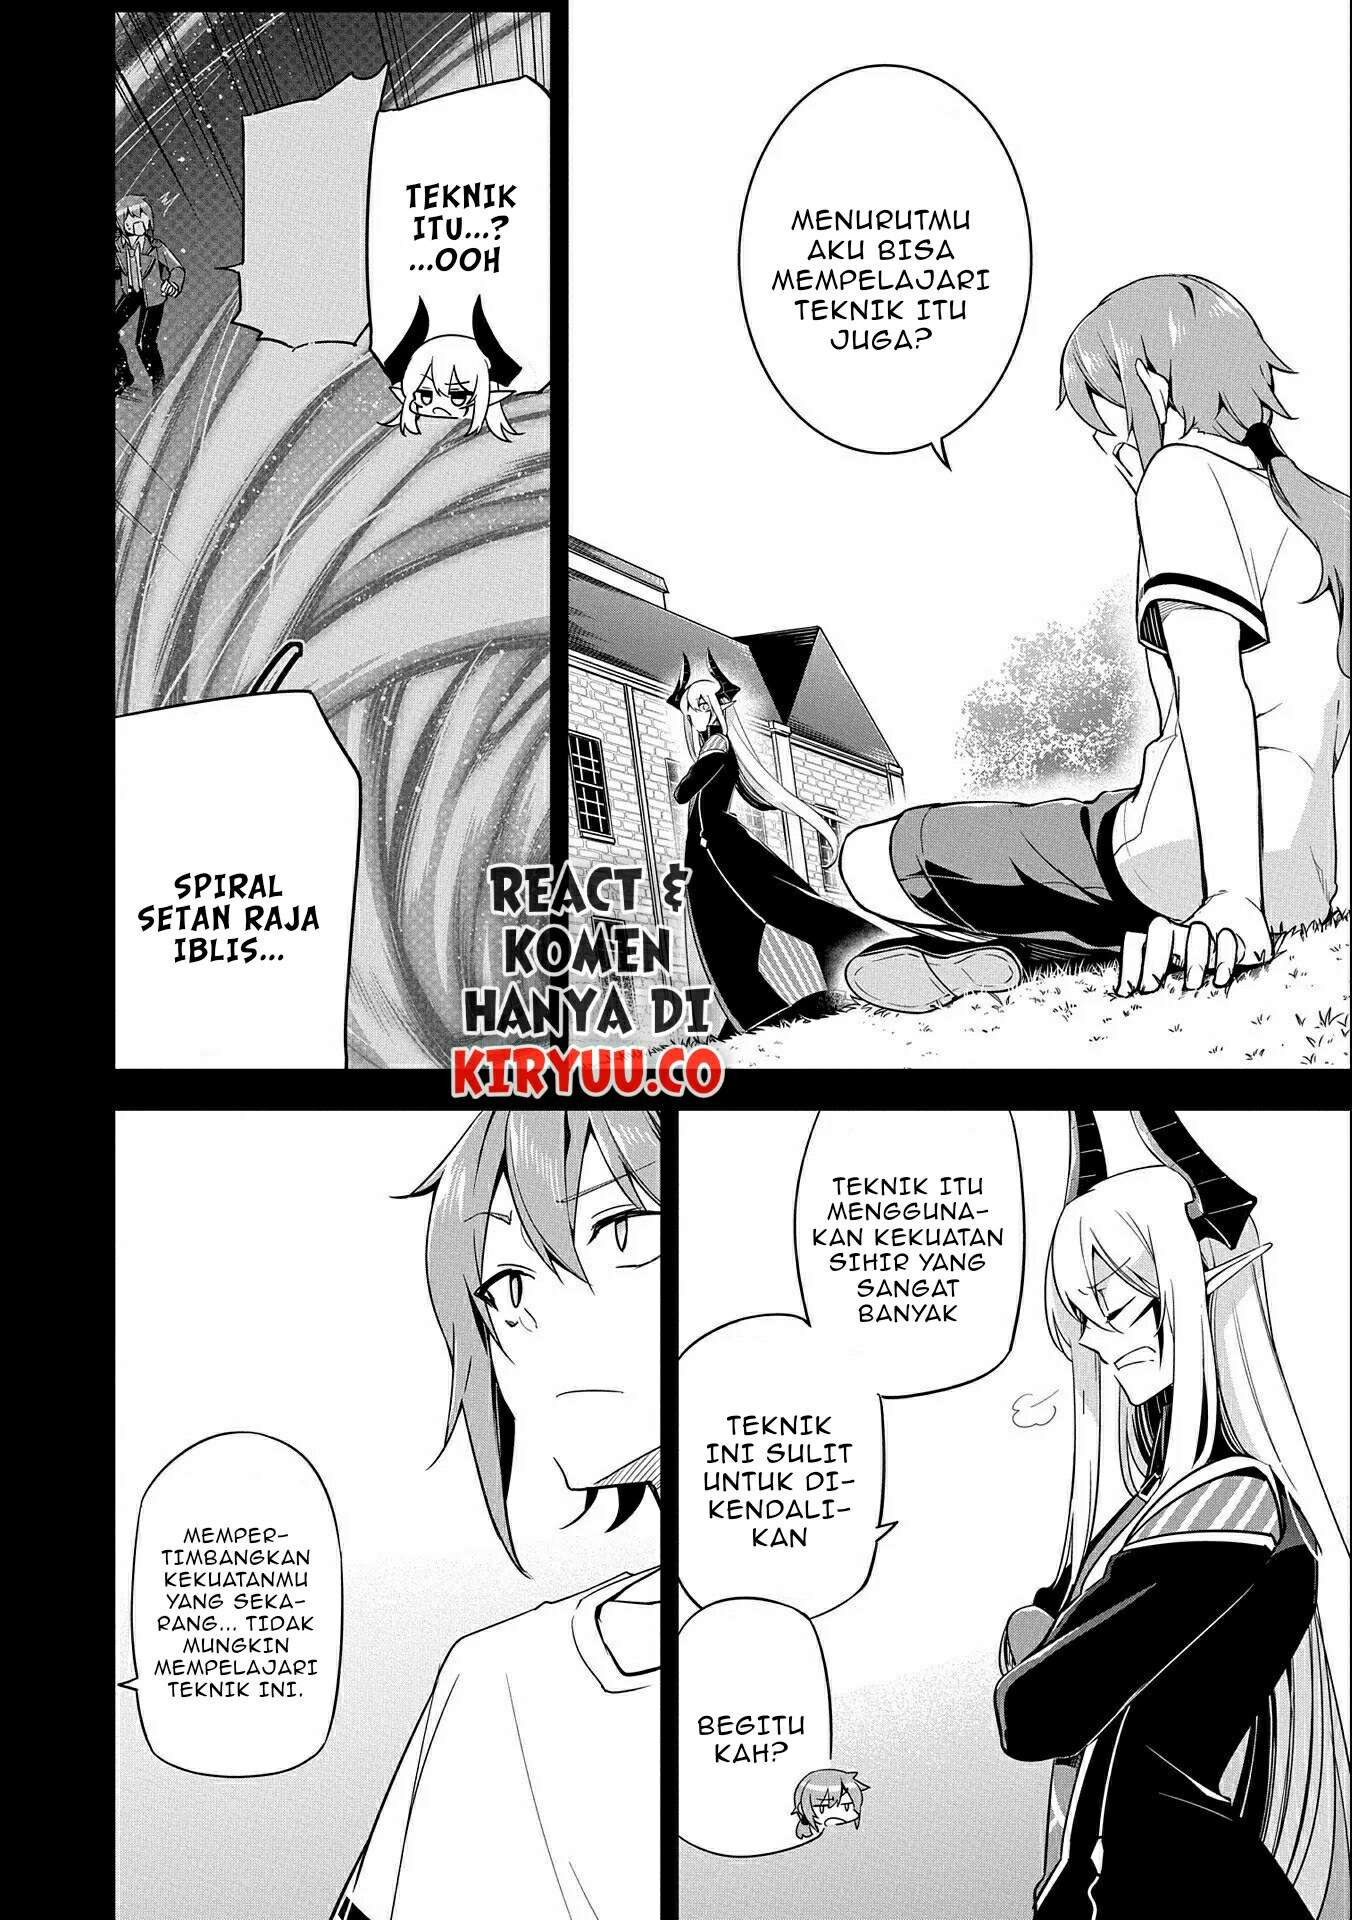 MENURUTMU
AKU BISA
MEMPELAJARI
TEKNIK ITU
JUGA?
TEKNIK
ITU...?
...OOH
SPIRAL
SETAN RAJA
IBLIS...
REACT &
KOMEN
HANYA DI
KIRYUU.CO
TEKNIK ITU
MENGGUNA-
KAN KEKUATAN
SIHIR YANG
SANGAT
BANYAK
TEKNIK
INI SULIT
UNTUK DI-
KENDALI-
KAN
BEGITU
KAH?
MEMPER-
TIMBANGKAN
KEKUATANMU
YANG SEKA-
RANG... TIDAK
MUNGKIN
MEMPELAJARI
TEKNIK INI.